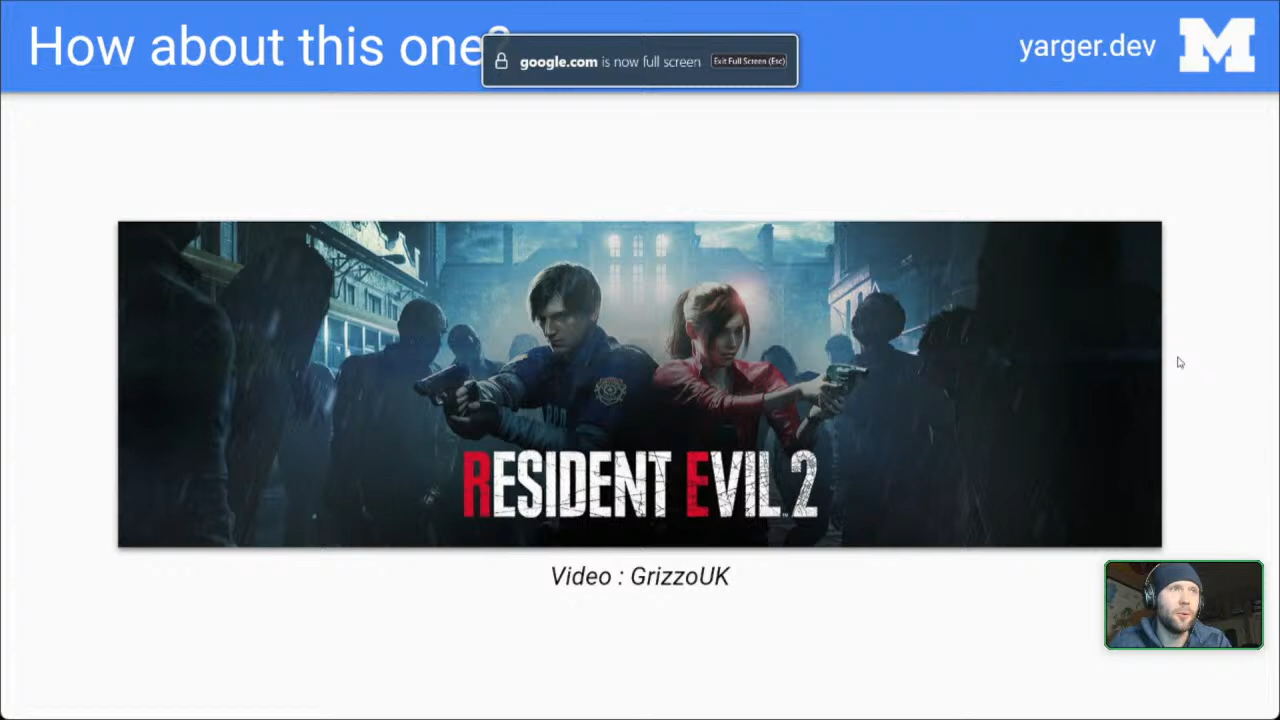 How about this one?
google.com is now full screen Exit Full Screen (Esc)
yarger.dev M
RESIDENT EVIL 2
Video : GrizzoUK